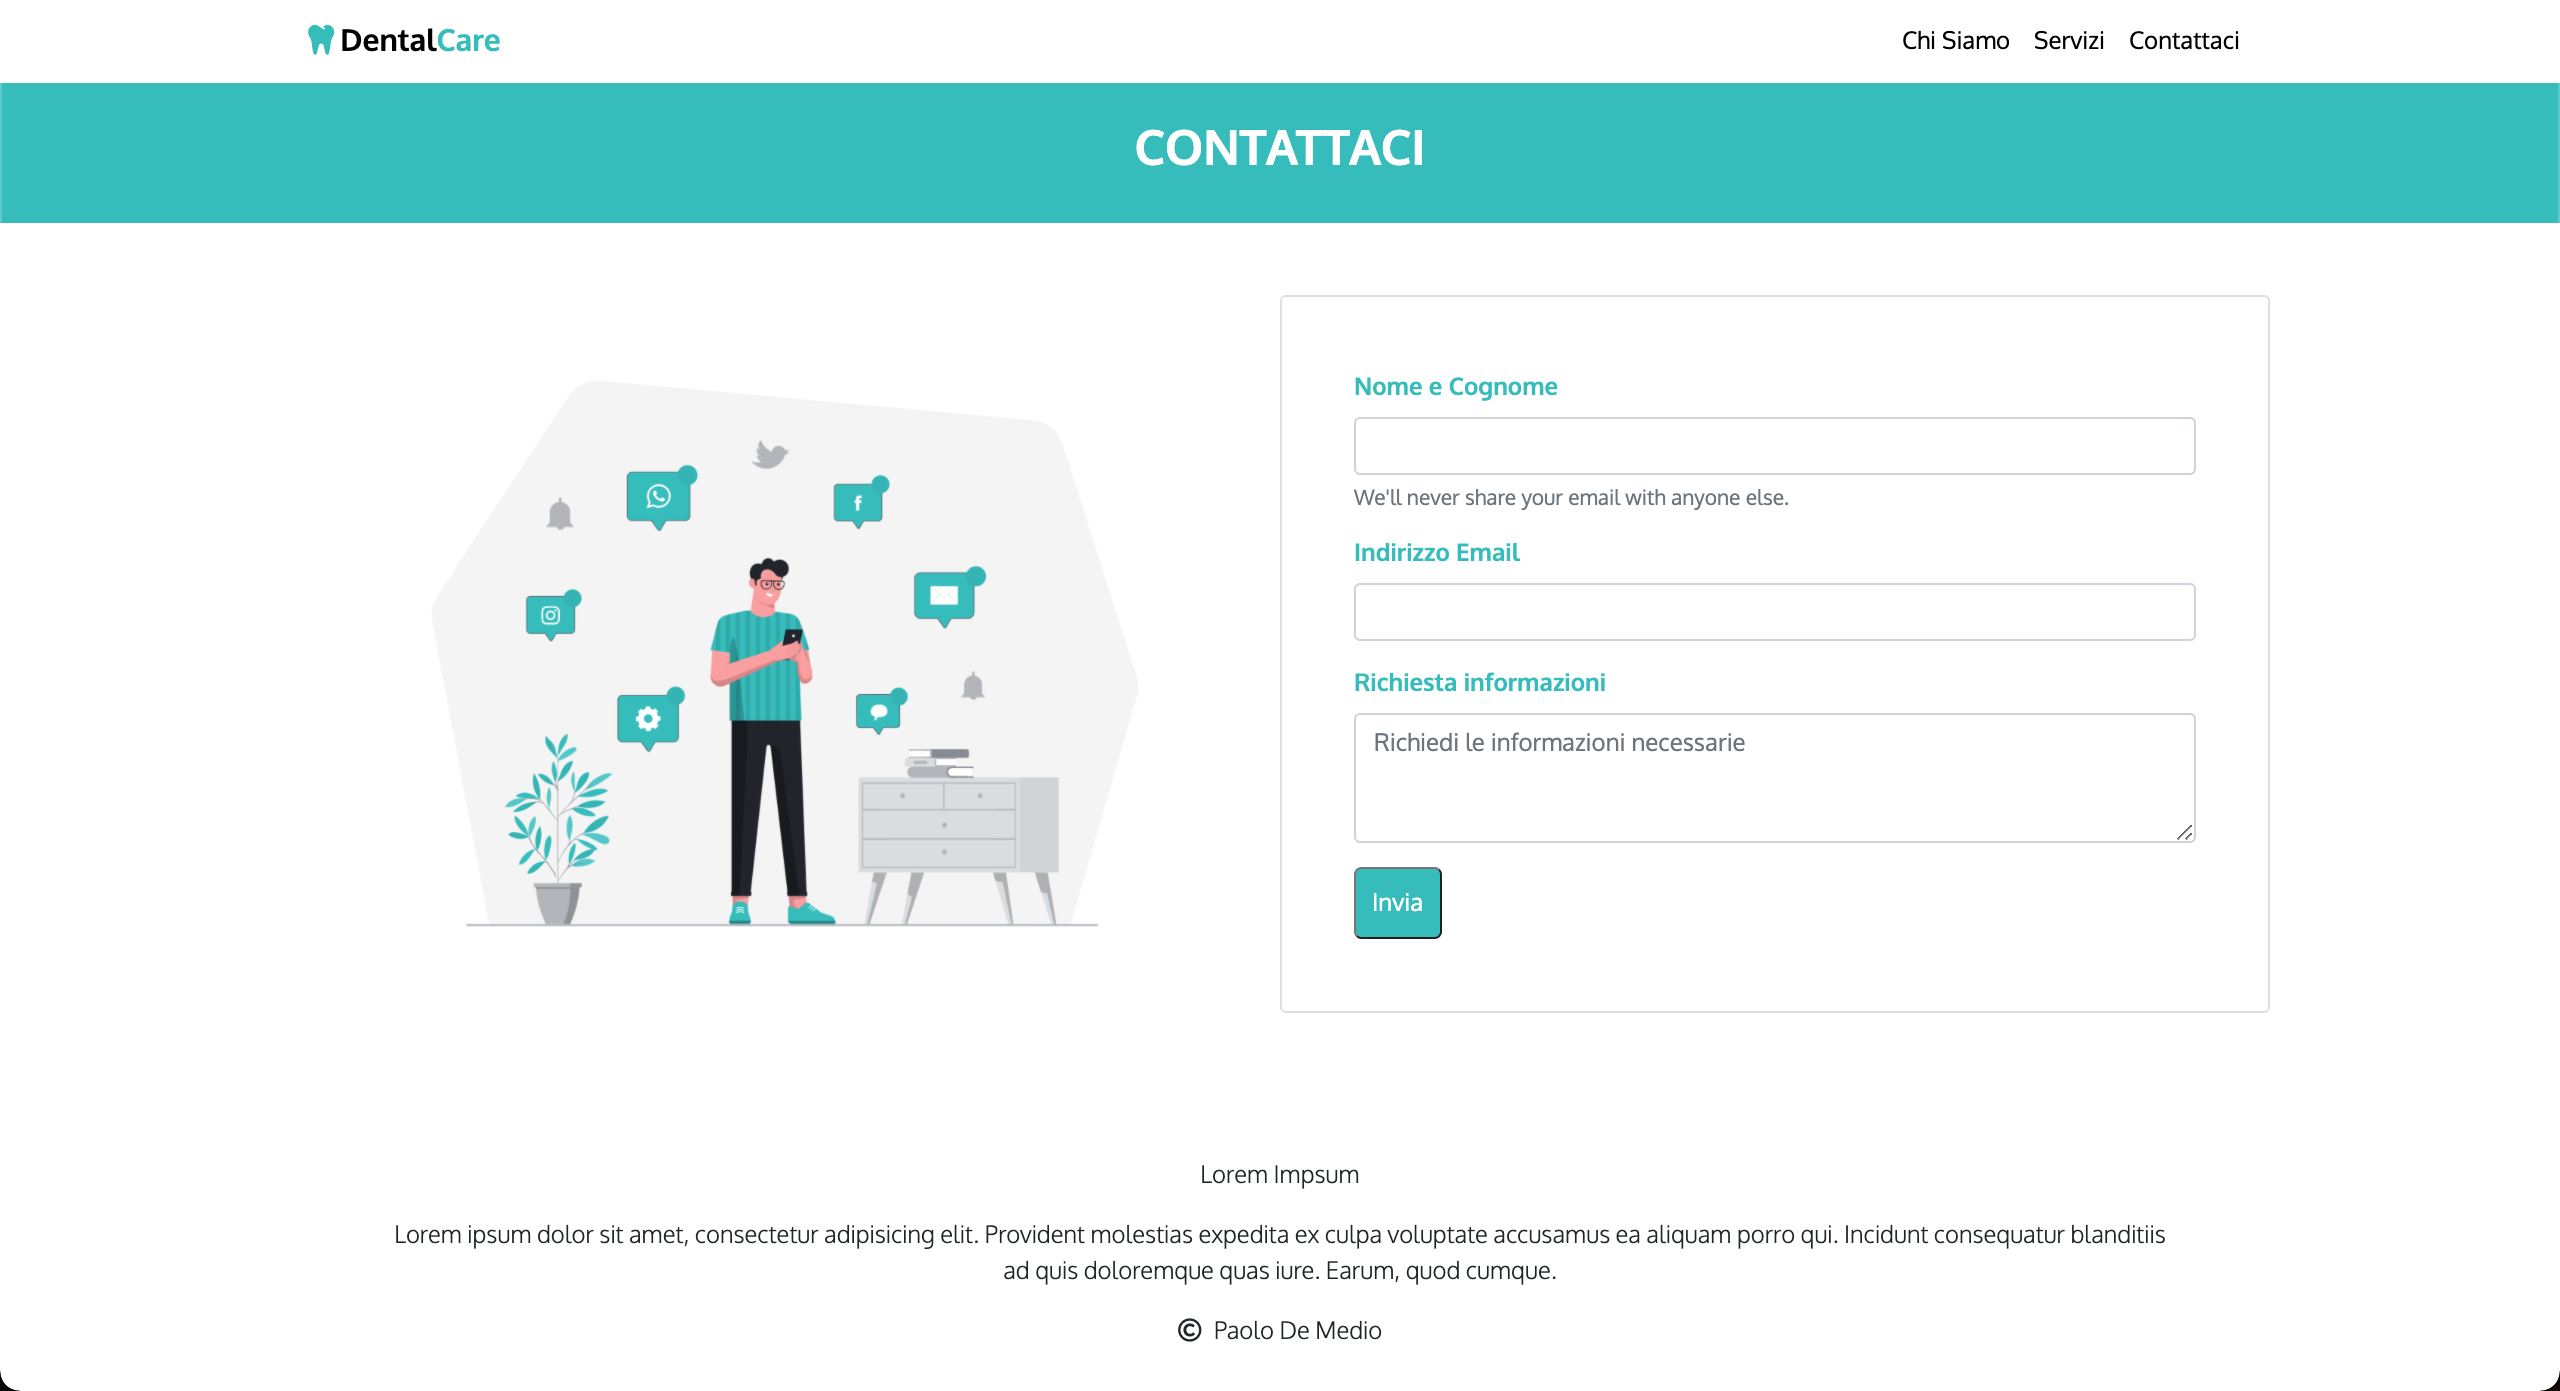 DentalCare
Chi Siamo Servizi Contattaci
CONTATTACI
Nome e Cognome
We'll never share your email with anyone else.
Indirizzo Email
Richiesta informazioni
Richiedi le informazioni necessarie
Invia
f
Lorem Impsum
Lorem ipsum dolor sit amet, consectetur adipisicing elit. Provident molestias expedita ex culpa voluptate accusamus ea aliquam porro qui. Incidunt consequatur blanditiis
ad quis doloremque quas iure. Earum, quod cumque.
© Paolo De Medio